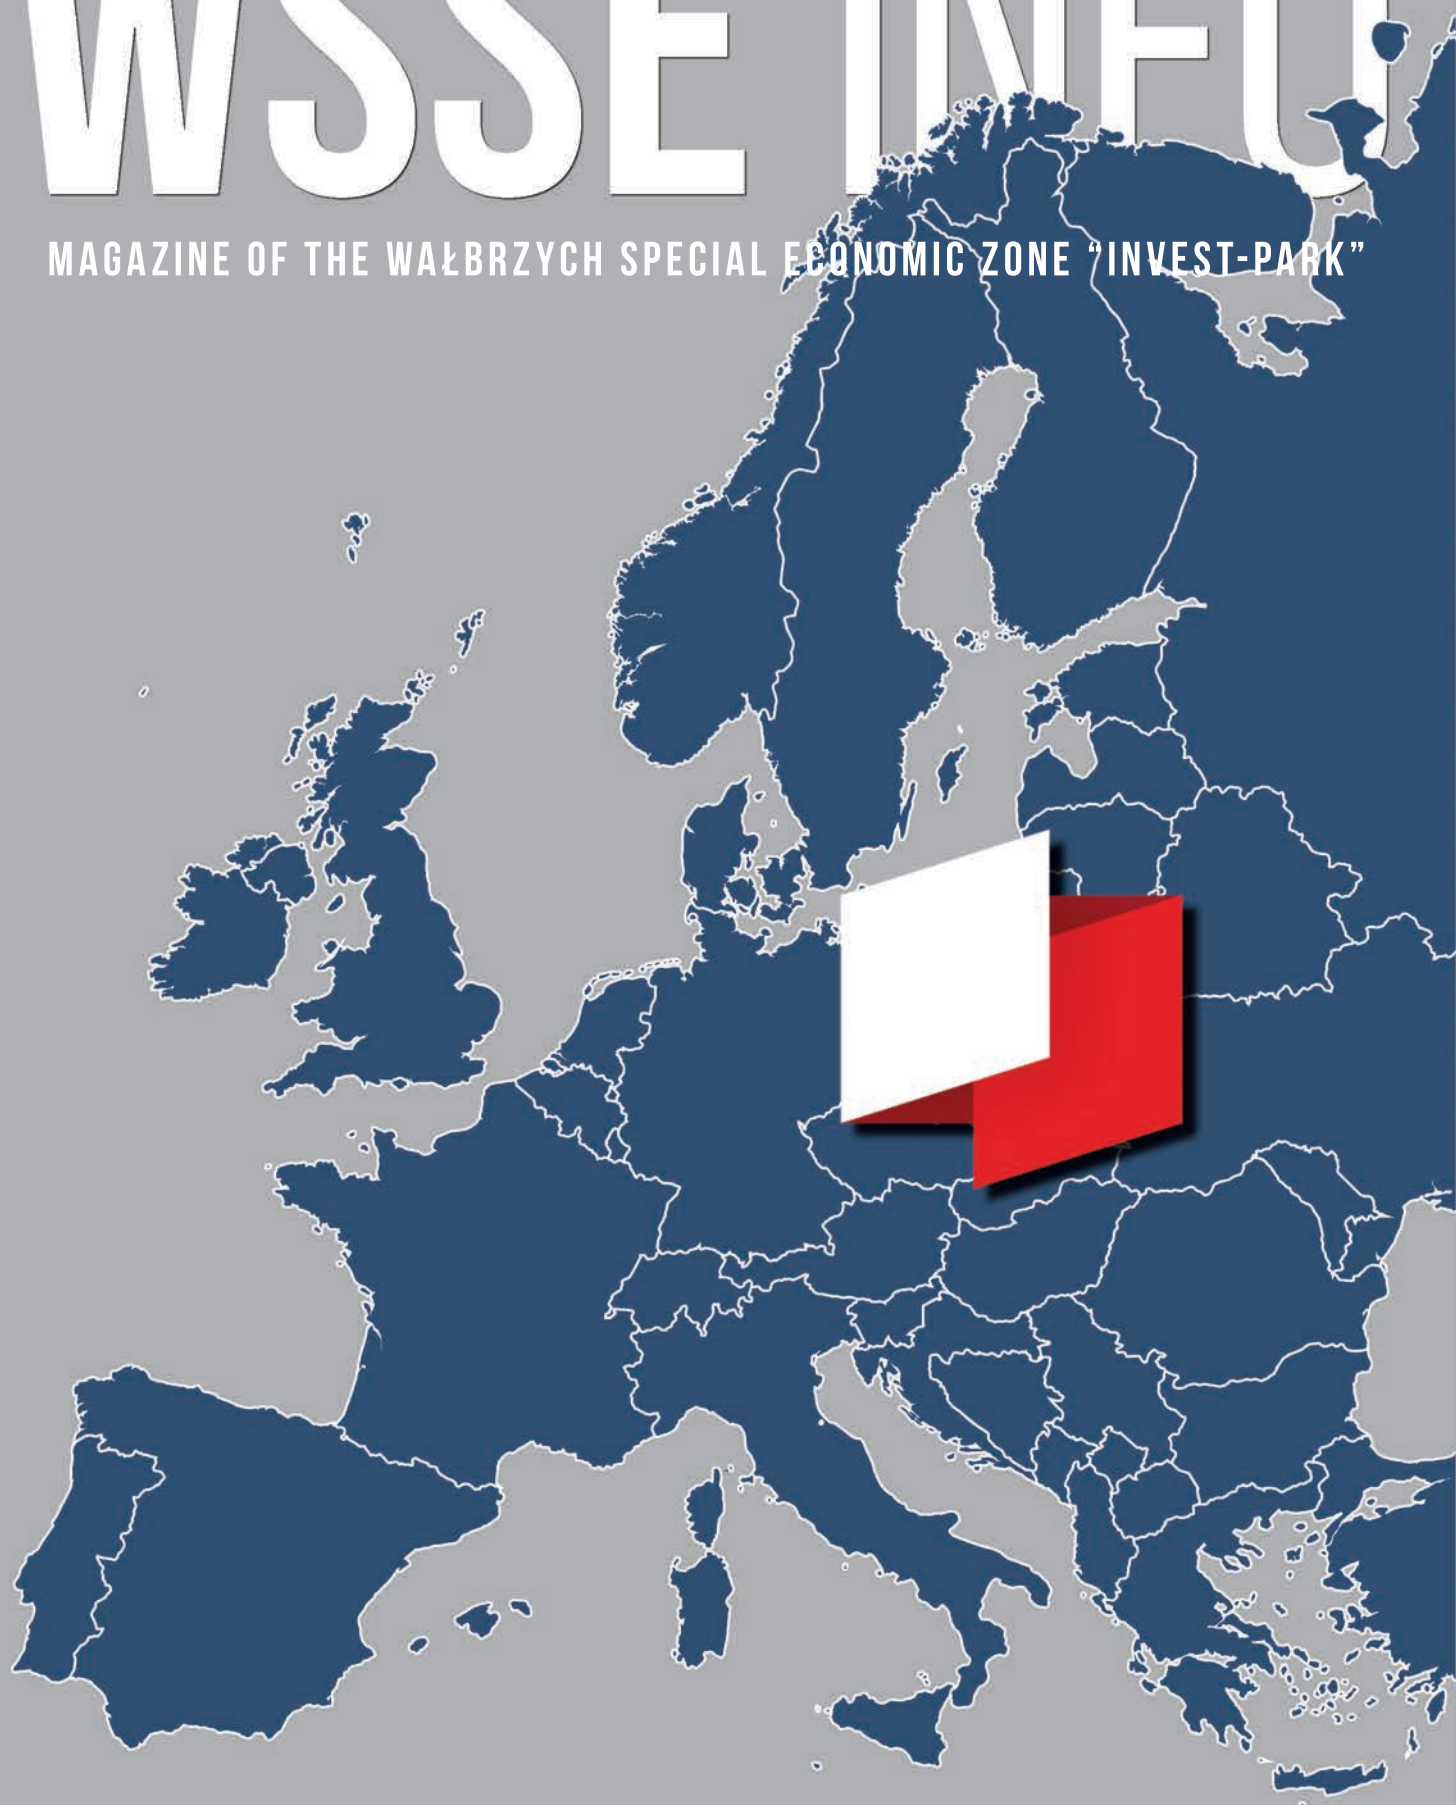 WSSE INFO
MAGAZINE OF THE WAŁBRZYCH SPECIAL ECONOMIC ZONE “INVEST-PARK”